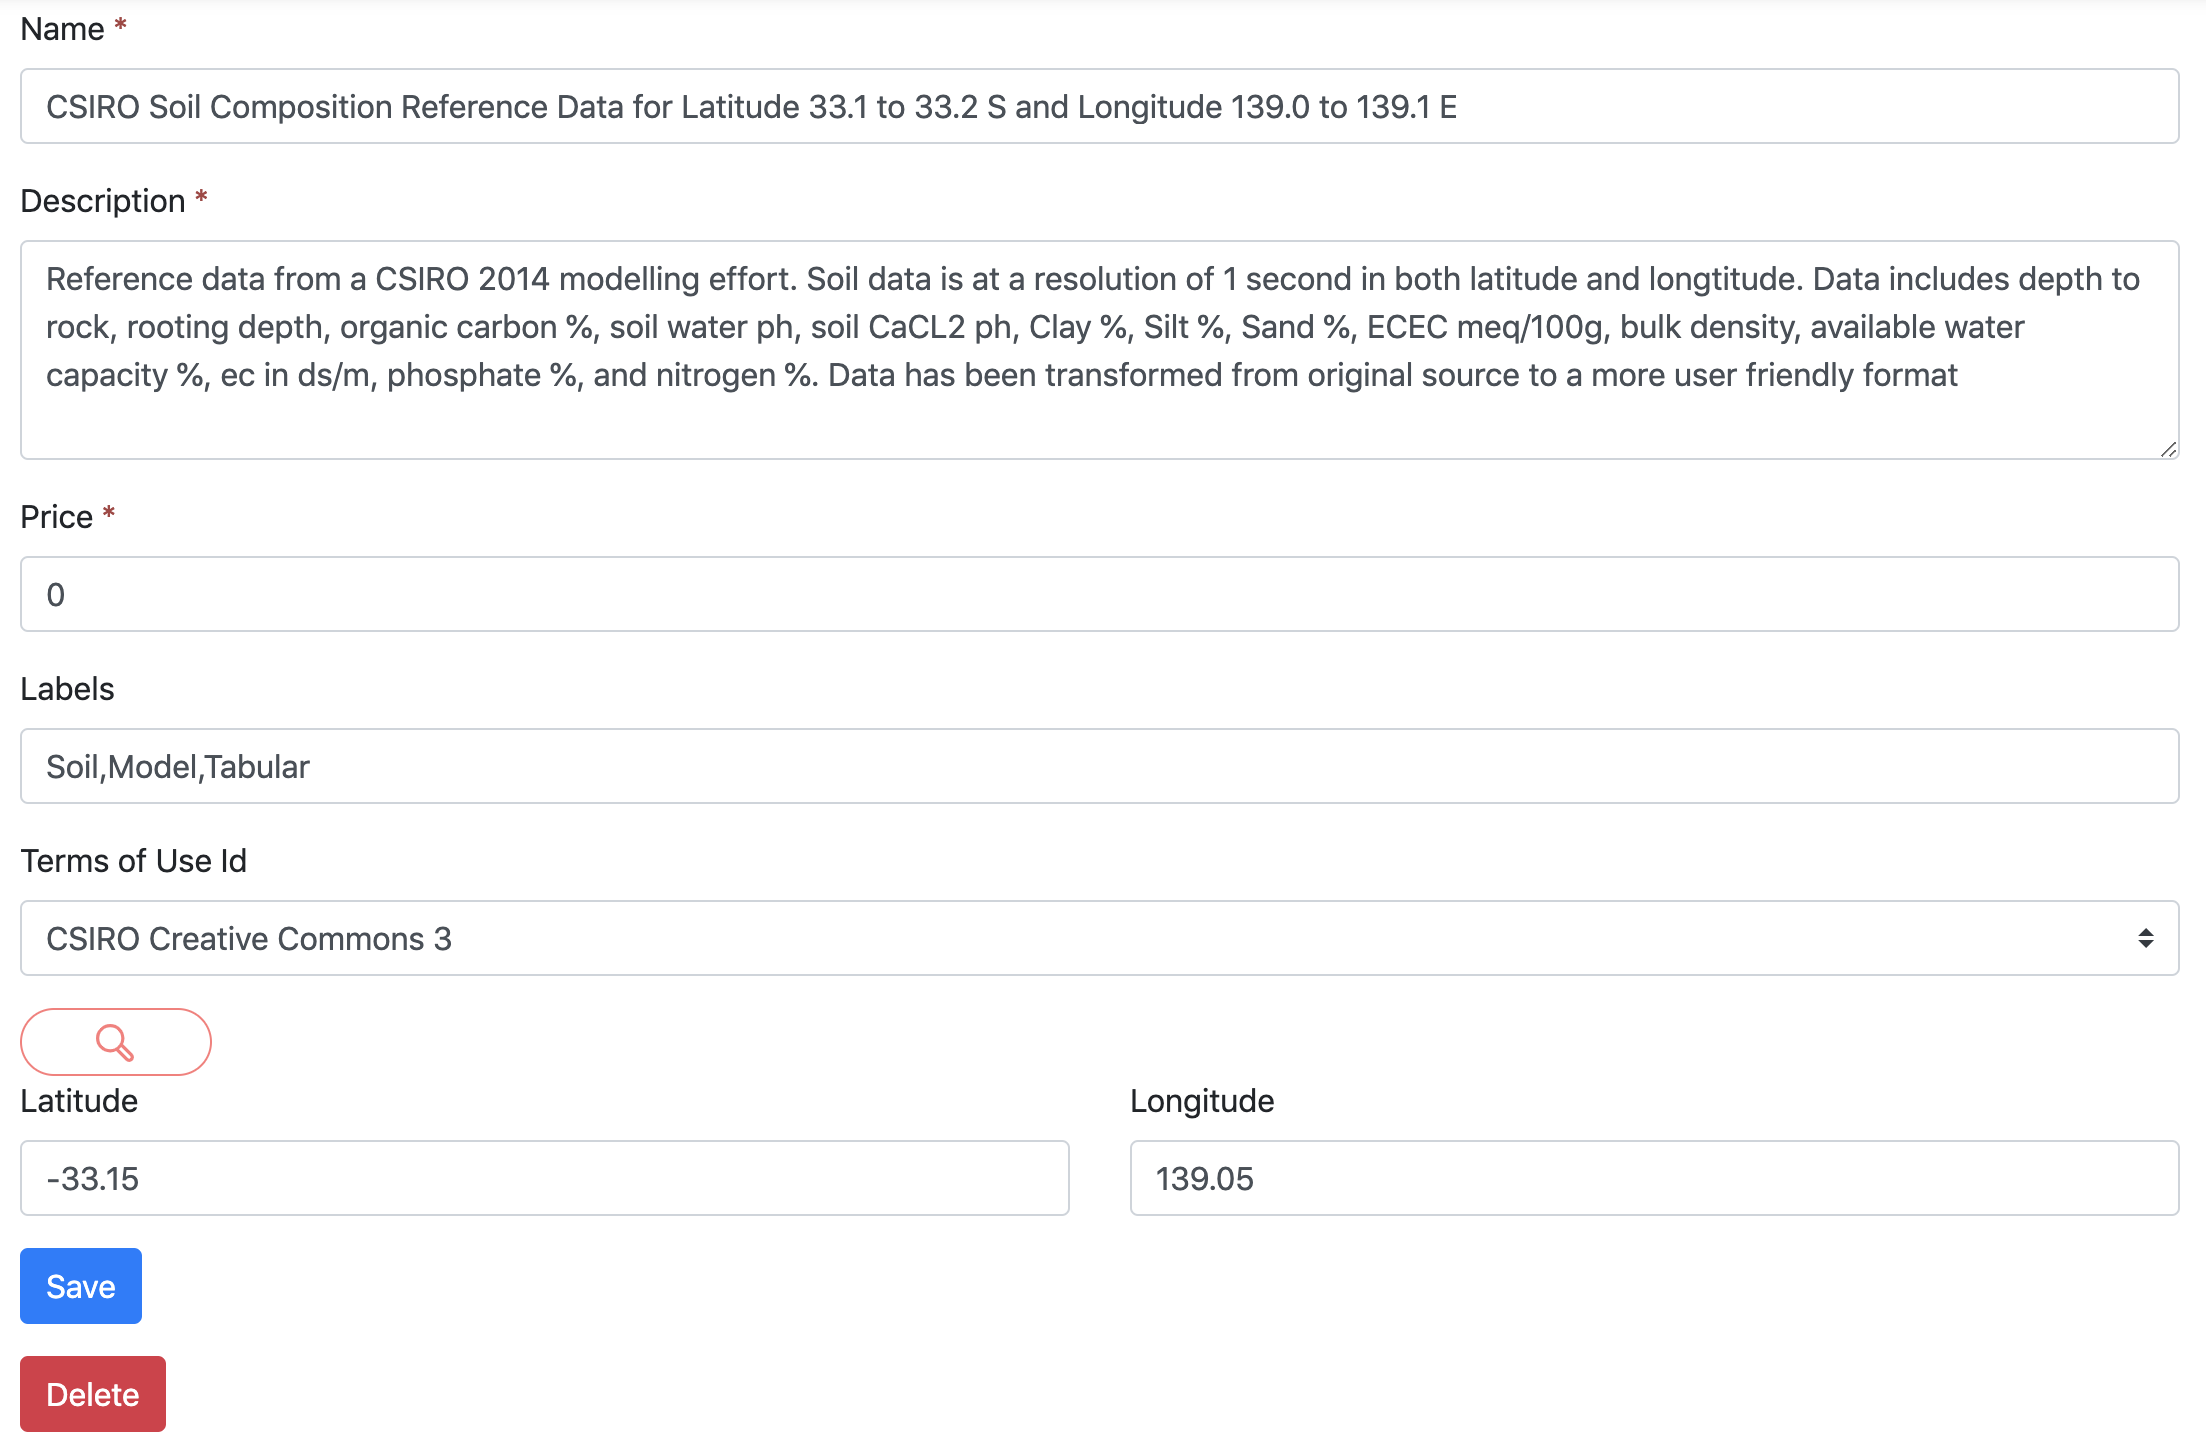 Name *
CSIRO Soil Composition Reference Data for Latitude 33.1 to 33.2 S and Longitude 139.0 to 139.1 E
Description *
Reference data from a CSIRO 2014 modelling effort. Soil data is at a resolution of 1 second in both latitude and longtitude. Data includes depth to
rock, rooting depth, organic carbon %, soil water ph, soil CaCL2 ph, Clay %, Silt %, Sand %, ECEC meq/100g, bulk density, available water
capacity %, ec in ds/m, phosphate %, and nitrogen %. Data has been transformed from original source to a more user friendly format
Price *
0
Labels
Soil,Model,Tabular
Terms of Use Id
CSIRO Creative Commons 3
Latitude
Longitude
-33.15
139.05
Save
Delete